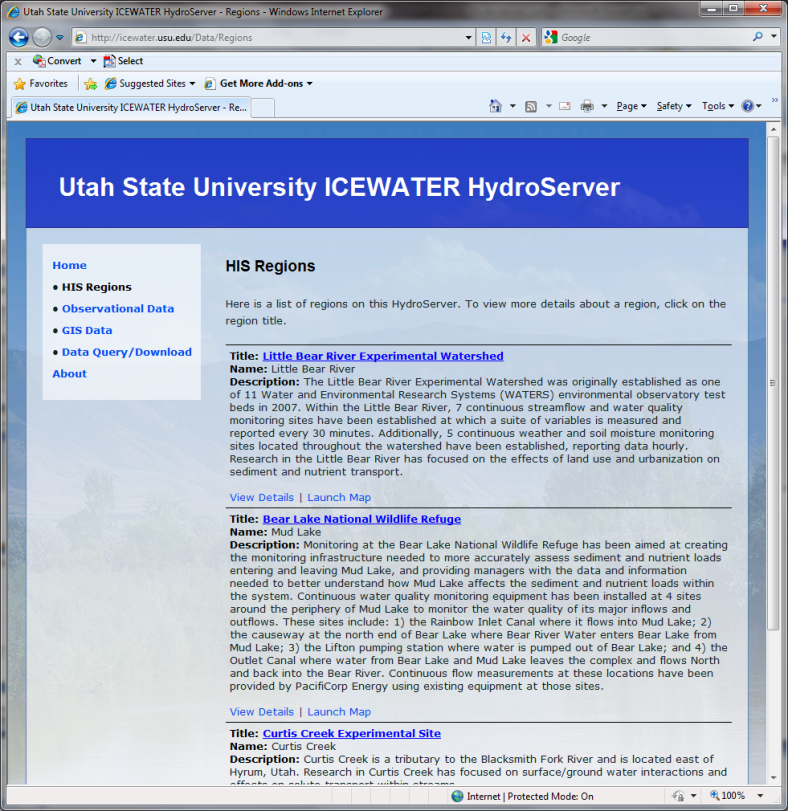 Utah State University ICEWATER HydroServer - Regions - Windows Internet Explorer
http://icewater.usu.edu/Data/Regions
Google
x Convert Select
Favorites Suggested Sites Get More Add-ons
Utah State University ICEWATER HydroServer - Re...
Page Safety Tools »
Utah State University ICEWATER HydroServer
Home
• HIS Regions
• Observational Data
• GIS Data
• Data Query/Download
About
HIS Regions
Here is a list of regions on this HydroServer. To view more details about a region, click on the
region title.
Title: Little Bear River Experimental Watershed
Name: Little Bear River
Description: The Little Bear River Experimental Watershed was originally established as one
of 11 Water and Environmental Research Systems (WATERS) environmental observatory test
beds in 2007. Within the Little Bear River, 7 continuous streamflow and water quality
monitoring sites have been established at which a suite of variables is measured and
reported every 30 minutes. Additionally, 5 continuous weather and soil moisture monitoring
sites located throughout the watershed have been established, reporting data hourly.
Research in the Little Bear River has focused on the effects of land use and urbanization on
sediment and nutrient transport.
View Details | Launch Map
Title: Bear Lake National Wildlife Refuge
Name: Mud Lake
Description: Monitoring at the Bear Lake National Wildlife Refuge has been aimed at creating
the monitoring infrastructure needed to more accurately assess sediment and nutrient loads
entering and leaving Mud Lake, and providing managers with the data and information
needed to better understand how Mud Lake affects the sediment and nutrient loads within
the system. Continuous water quality monitoring equipment has been installed at 4 sites
around the periphery of Mud Lake to monitor the water quality of its major inflows and
outflows. These sites include: 1) the Rainbow Inlet Canal where it flows into Mud Lake; 2)
the causeway at the north end of Bear Lake where Bear River Water enters Bear Lake from
Mud Lake; 3) the Lifton pumping station where water is pumped out of Bear Lake; and 4) the
Outlet Canal where water from Bear Lake and Mud Lake leaves the complex and flows North
and back into the Bear River. Continuous flow measurements at these locations have been
provided by PacifiCorp Energy using existing equipment at those sites.
View Details | Launch Map
Title: Curtis Creek Experimental Site
Name: Curtis Creek
Description: Curtis Creek is a tributary to the Blacksmith Fork River and is located east of
Hyrum, Utah. Research in Curtis Creek has focused on surface/ground water interactions and
effects on solute transport within streams.
Internet | Protected Mode: On
100%